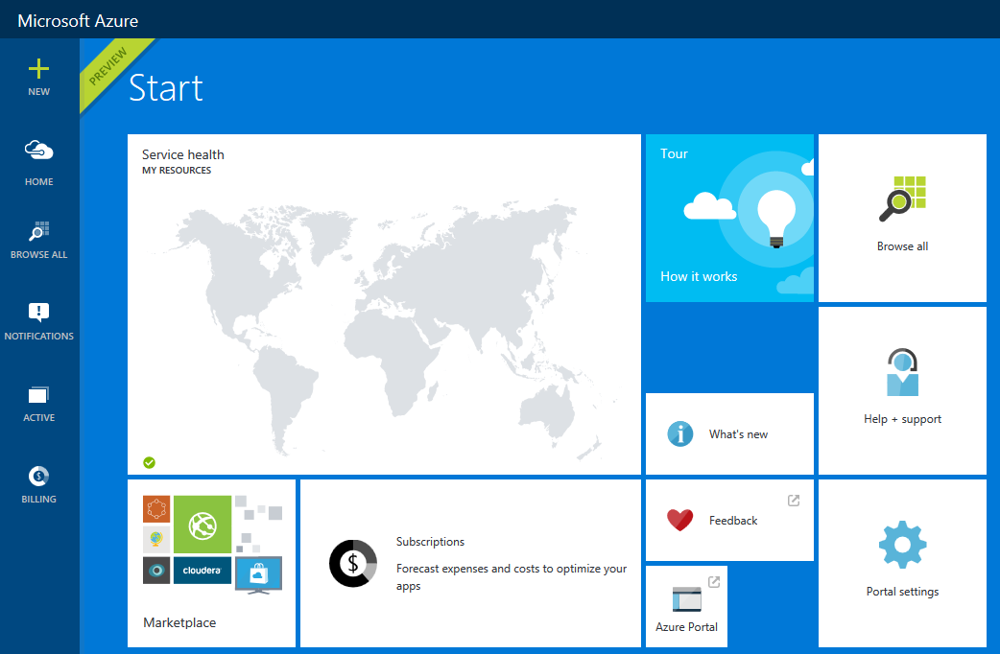 Microsoft Azure
NEW
HOME
BROWSE ALL
NOTIFICATIONS
ACTIVE
BILLING
PREVIEW
Start
Service health
MY RESOURCES
Tour
How it works
Browse all
What's new
Help + support
cloudera
Marketplace
$
Subscriptions
Forecast expenses and costs to optimize your
apps
Feedback
Azure Portal
Portal settings